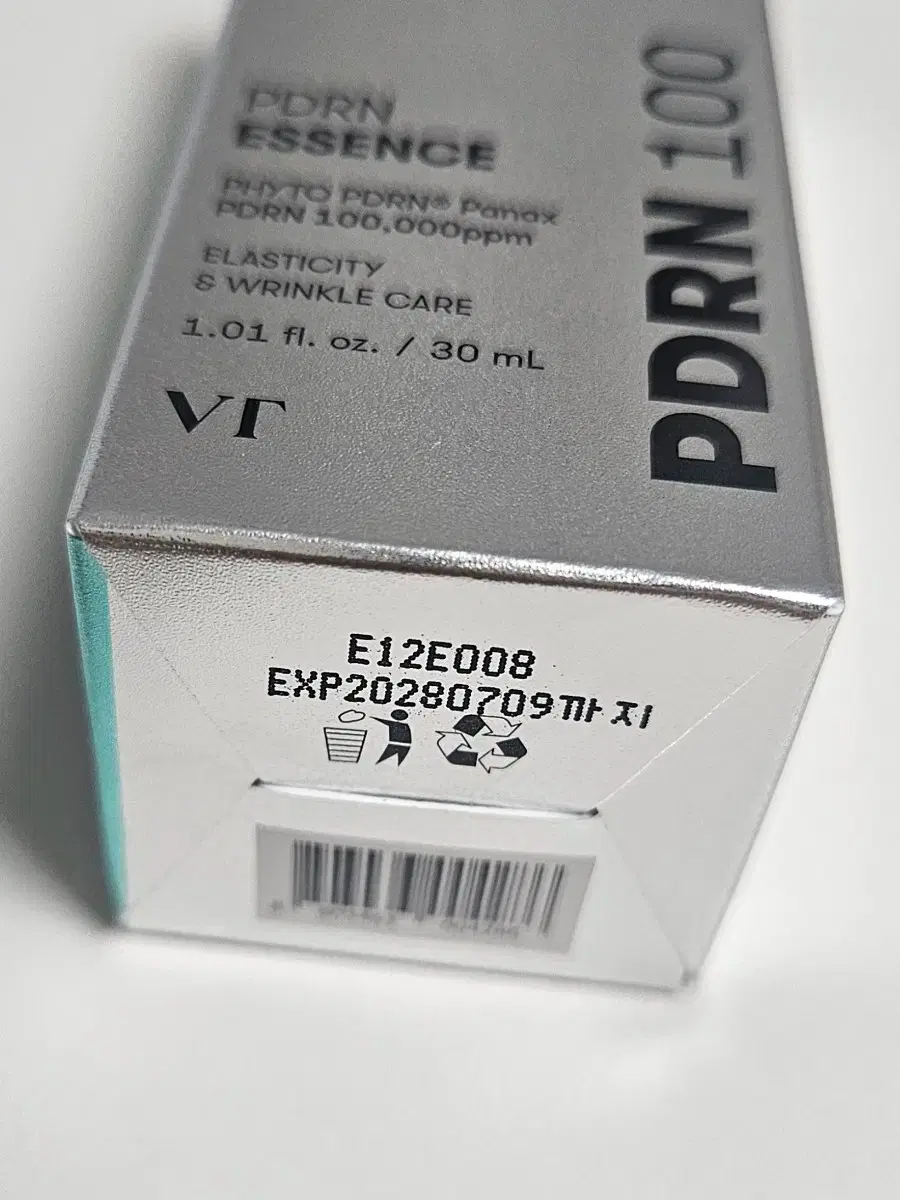 PDRN
ESSENCE
PHYTO PDRN® Panax
PDRN 100,000ppm
ELASTICITY
& WRINKLE CARE
1.01 fl. oz. / 30 mL
VT
PDRN 100
E12E008
EXP20280709까지